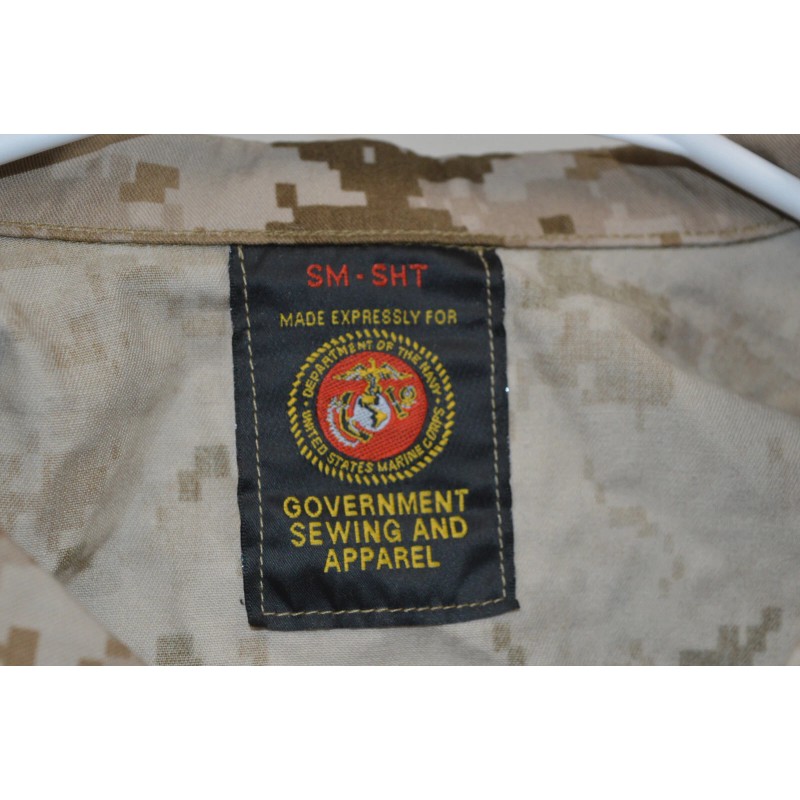 SM - SHT
MADE EXPRESSLY FOR
· DEPARTMENT OF THE NAVY ·
UNITED STATES MARINE CORPS
GOVERNMENT
SEWING AND
APPAREL